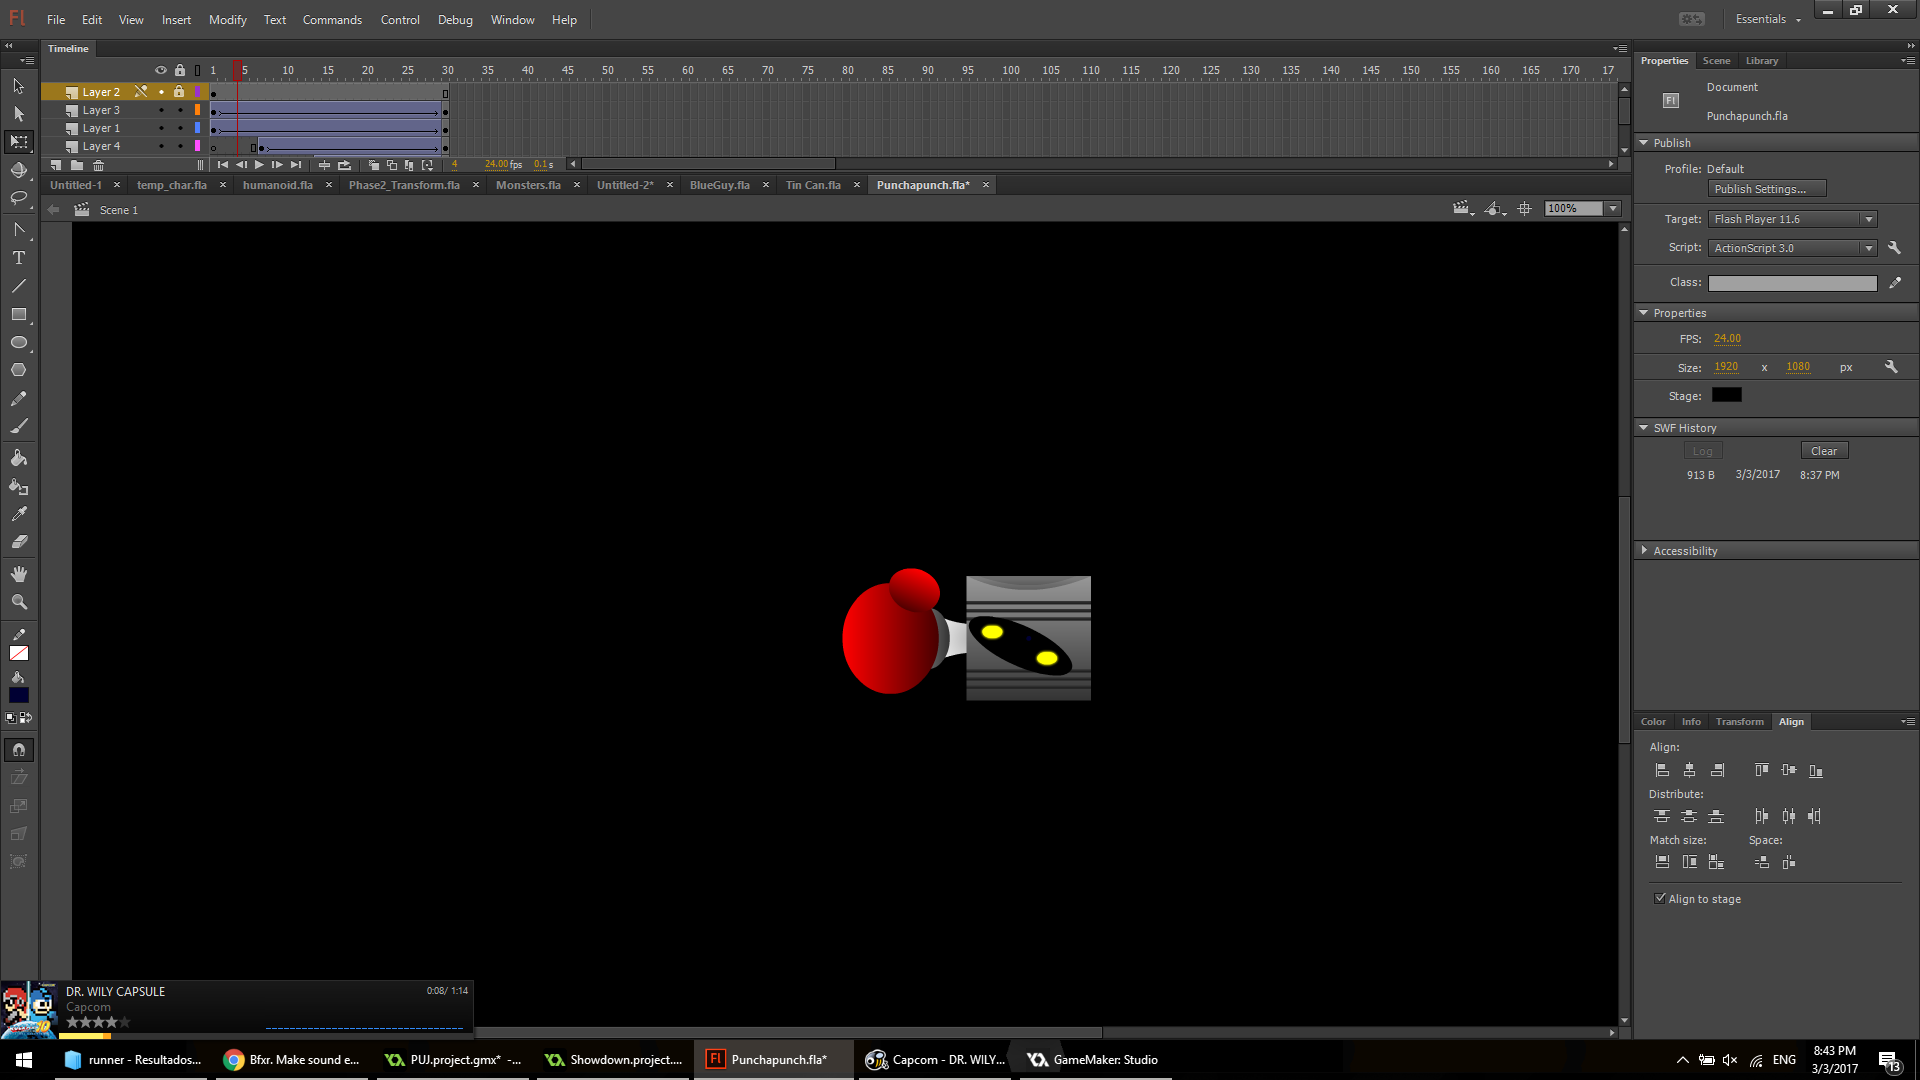 Fl File Edit View Insert Modify Text Commands Control Debug Window Help Essentials
Timeline
1 5 10 15 20 25 30 35 40 45 50 55 60 65 70 75 80 85 90 95 100 105 110 115 120 125 130 135 140 145 150 155 160 165 170 17
Layer 2
Layer 3
Layer 1
Layer 4
4 24.00 fps 0.1 s
Untitled-1 temp_char.fla humanoid.fla Phase2_Transform.fla Monsters.fla Untitled-2* BlueGuy.fla Tin Can.fla Punchapunch.fla*
Scene 1 100%
Properties Scene Library
Document
Fl
Punchapunch.fla
Publish
Profile: Default
Publish Settings...
Target: Flash Player 11.6
Script: ActionScript 3.0
Class:
Properties
FPS: 24.00
Size: 1920 x 1080 px
Stage:
SWF History
Log Clear
913 B 3/3/2017 8:37 PM
Accessibility
Color Info Transform Align
Align:
Distribute:
Match size: Space:
Align to stage
DR. WILY CAPSULE 0:08/ 1:14
Capcom
runner - Resultados... Bfxr. Make sound e... PUJ.project.gmx* -... Showdown.project.... Fl Punchapunch.fla* Capcom - DR. WILY... GameMaker: Studio ENG 8:43 PM
3/3/2017
13